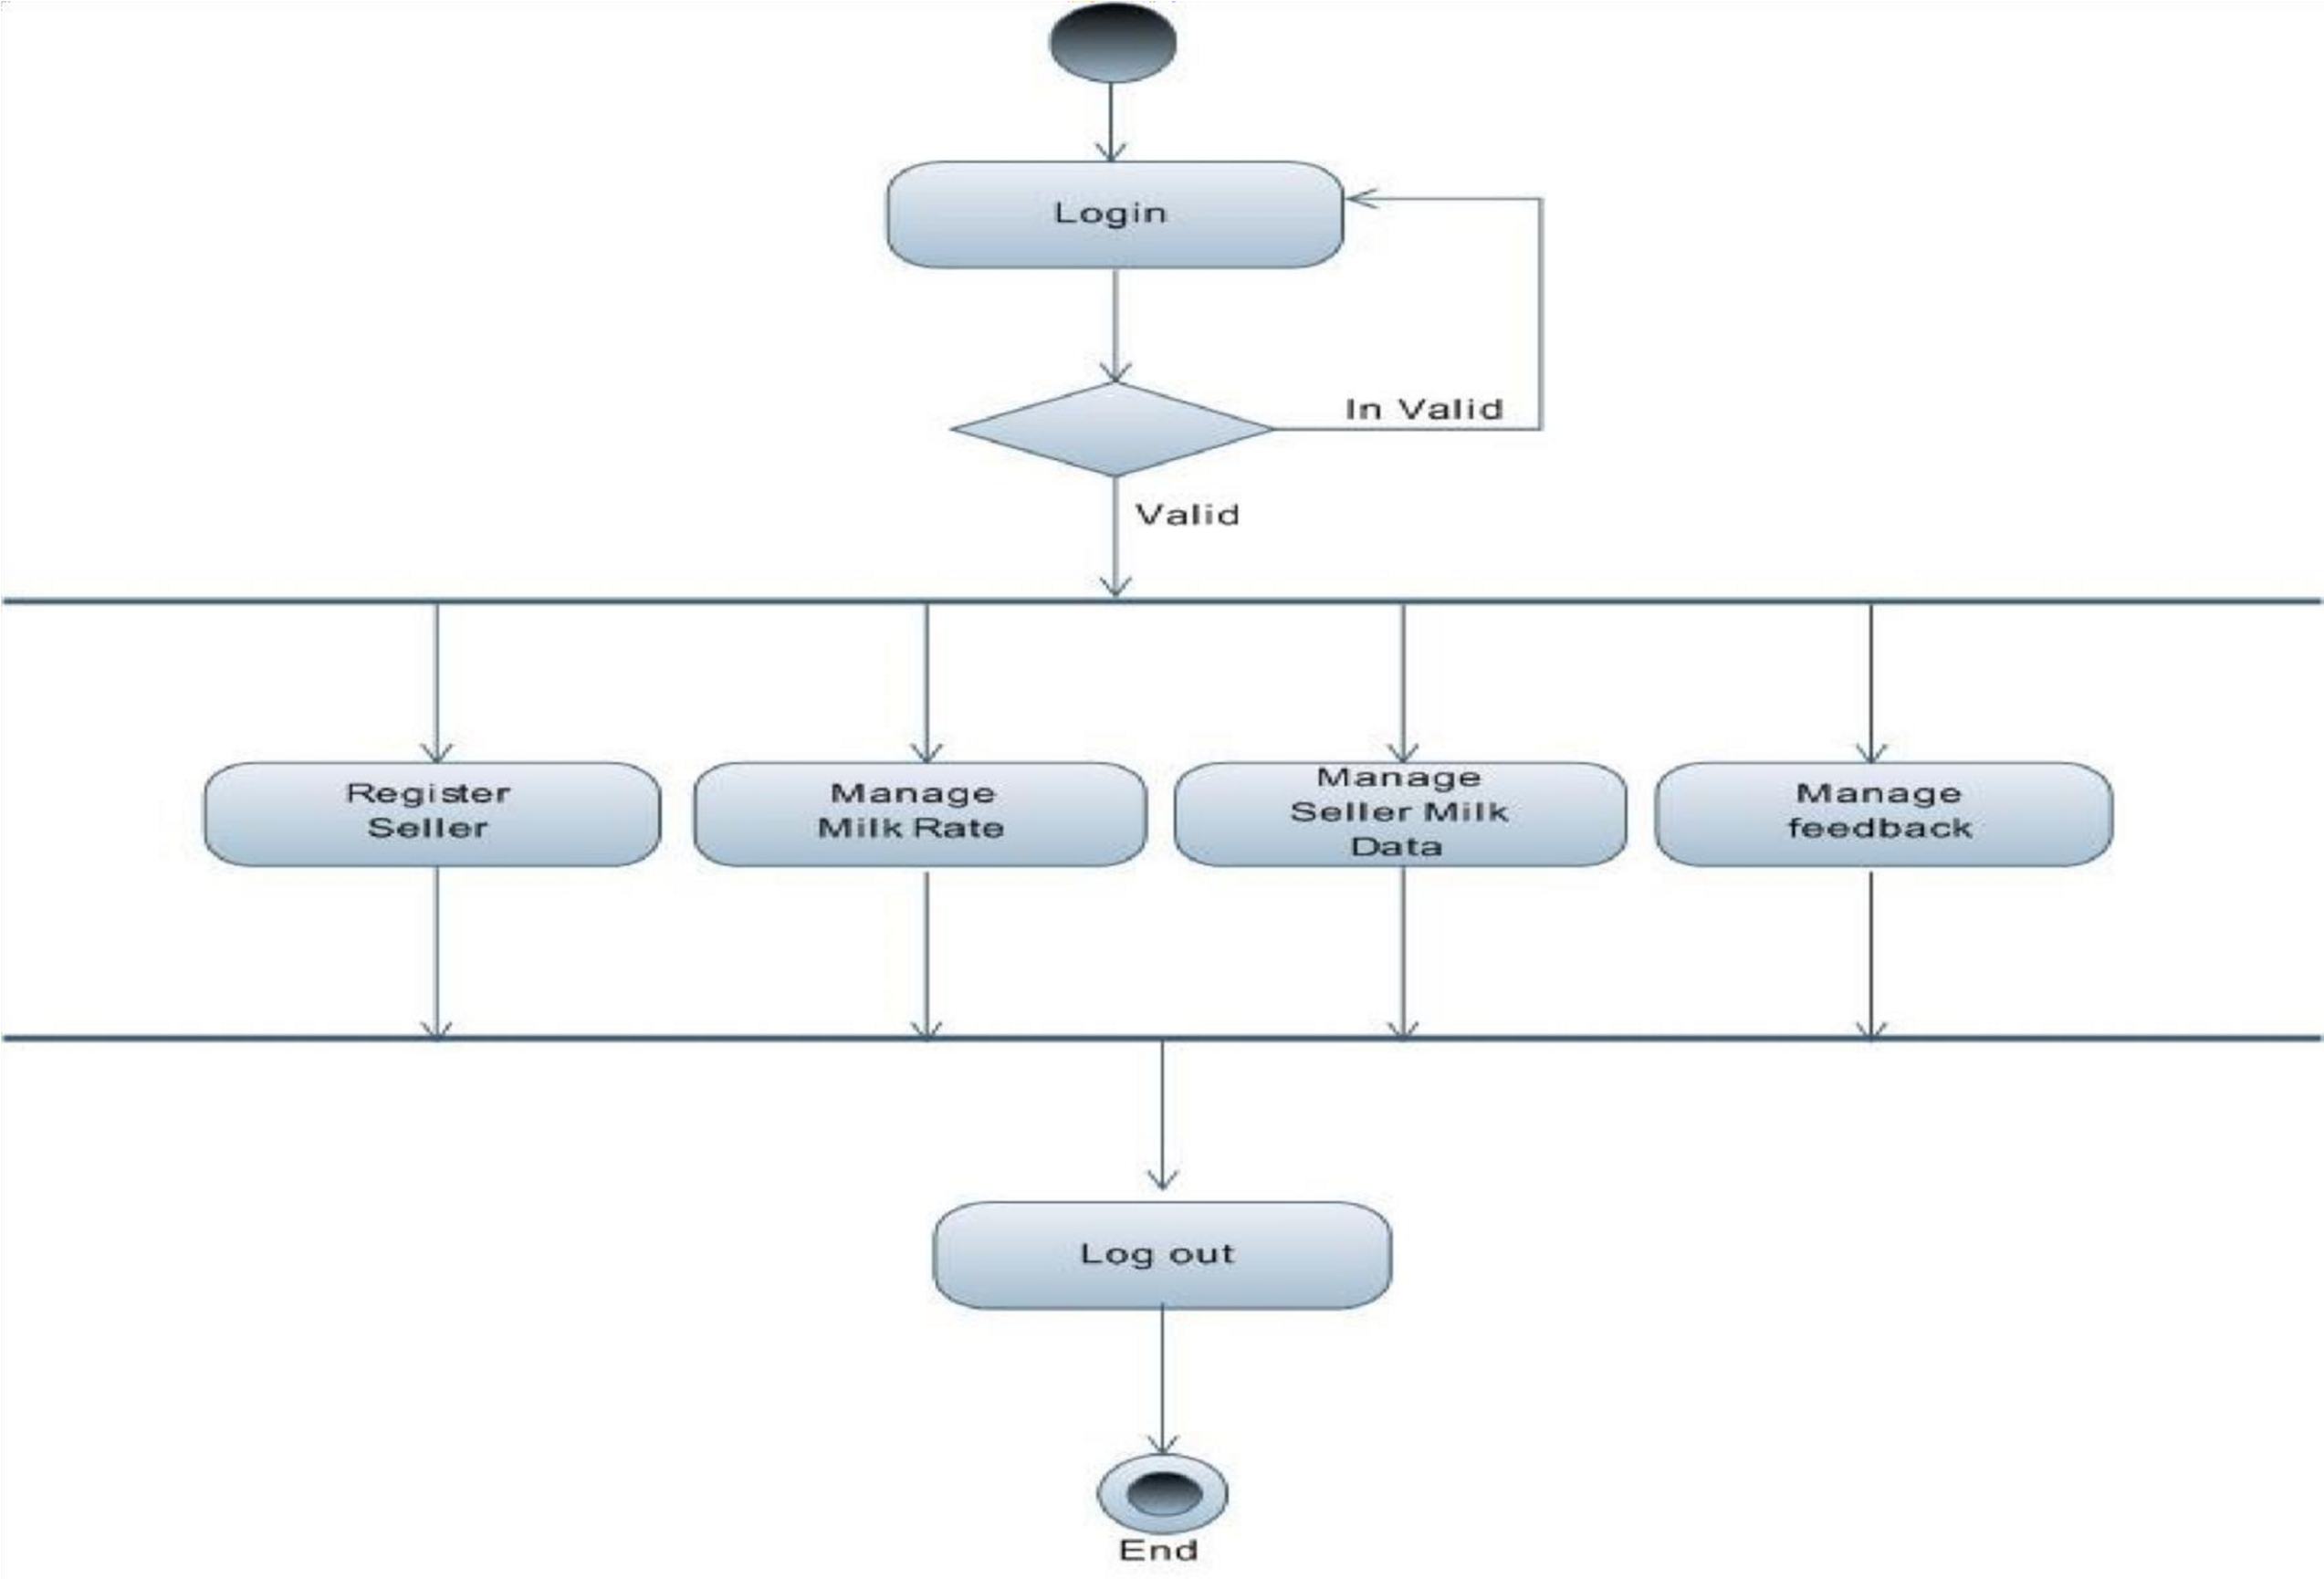 Login
In Valid
Valid
Register
Seller
Manage
Milk Rate
Manage
Seller Milk
Data
Manage
feedback
Log out
End